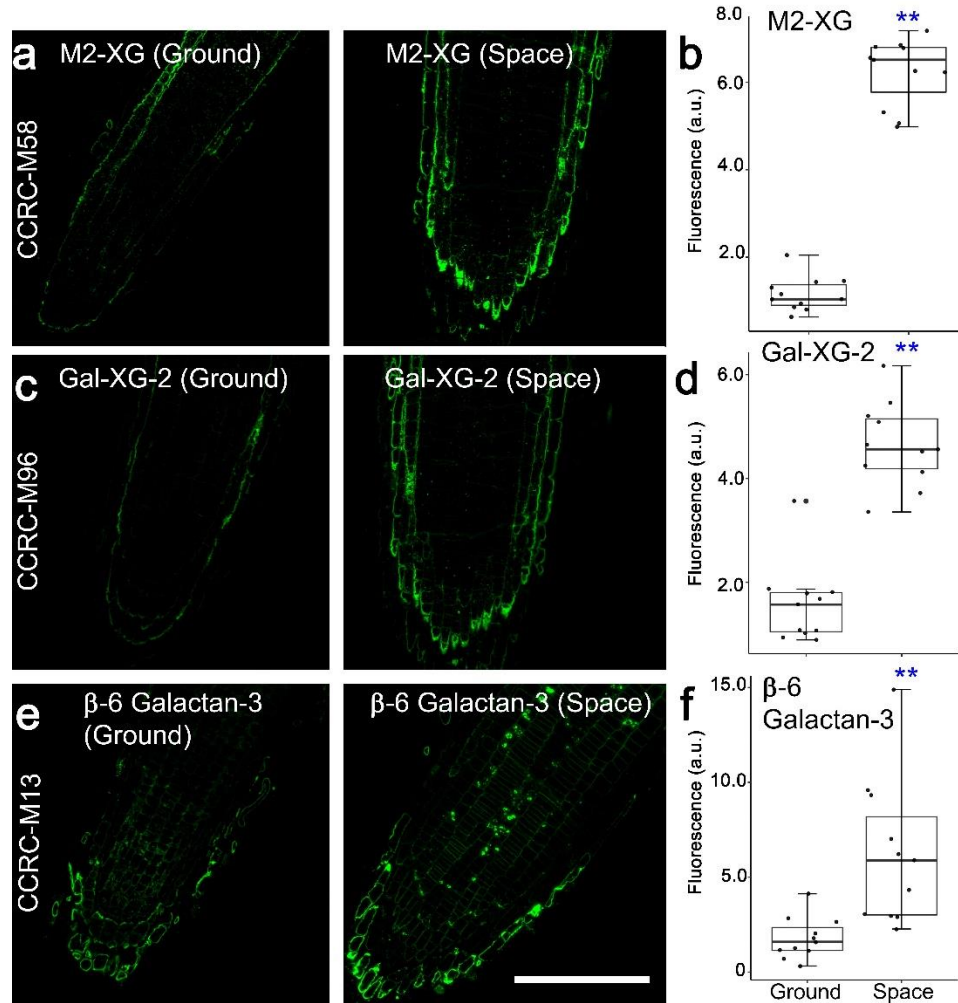 a
M2-XG (Ground)
M2-XG (Space)
CCRC-M58
b
M2-XG
**
8.0
6.0
4.0
2.0
Fluorescence (a.u.)
c
Gal-XG-2 (Ground)
Gal-XG-2 (Space)
CCRC-M96
d
Gal-XG-2
**
6.0
4.0
2.0
Fluorescence (a.u.)
e
β-6 Galactan-3
(Ground)
β-6 Galactan-3 (Space)
CCRC-M13
f
β-6
Galactan-3
**
15.0
10.0
5.0
0
Fluorescence (a.u.)
Ground
Space